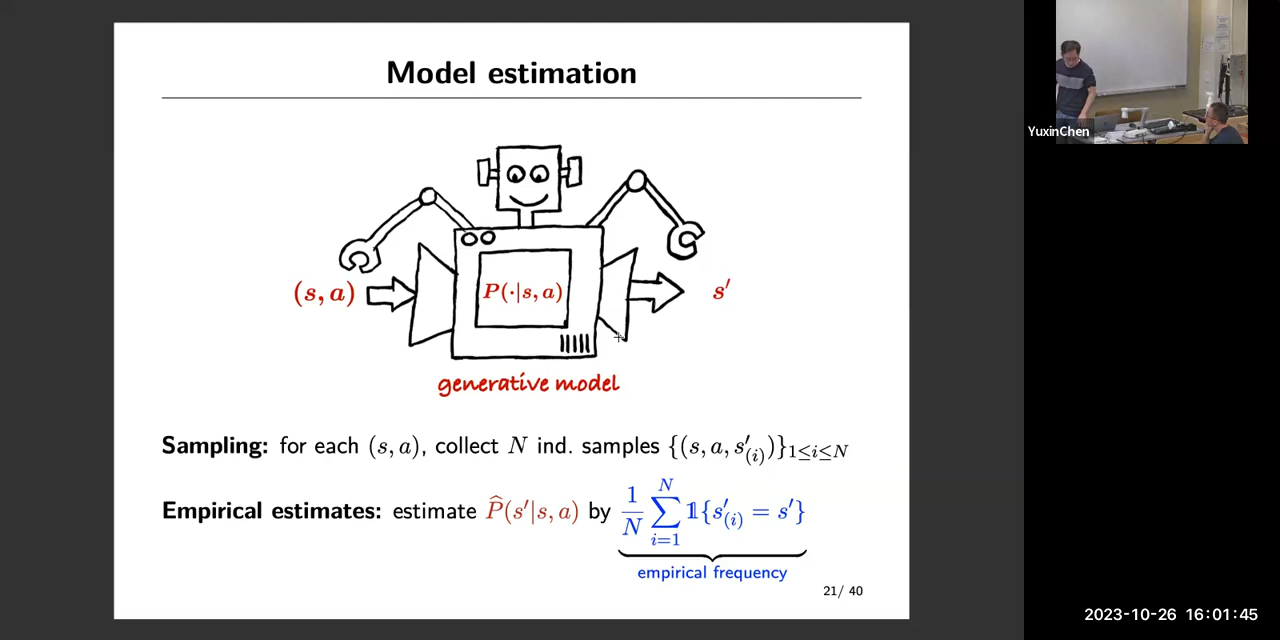 Model estimation
YuxinChen
(s, a)
P(·|s, a)
s′
generative model
Sampling: for each (s, a), collect N ind. samples {(s, a, s′₍ᵢ₎)}₁≤ᵢ≤N
Empirical estimates: estimate P̂(s′|s, a) by 1/N ∑ᵢ₌₁ᴺ 𝟙{s′₍ᵢ₎ = s′}
empirical frequency
21/ 40
2023-10-26 16:01:45